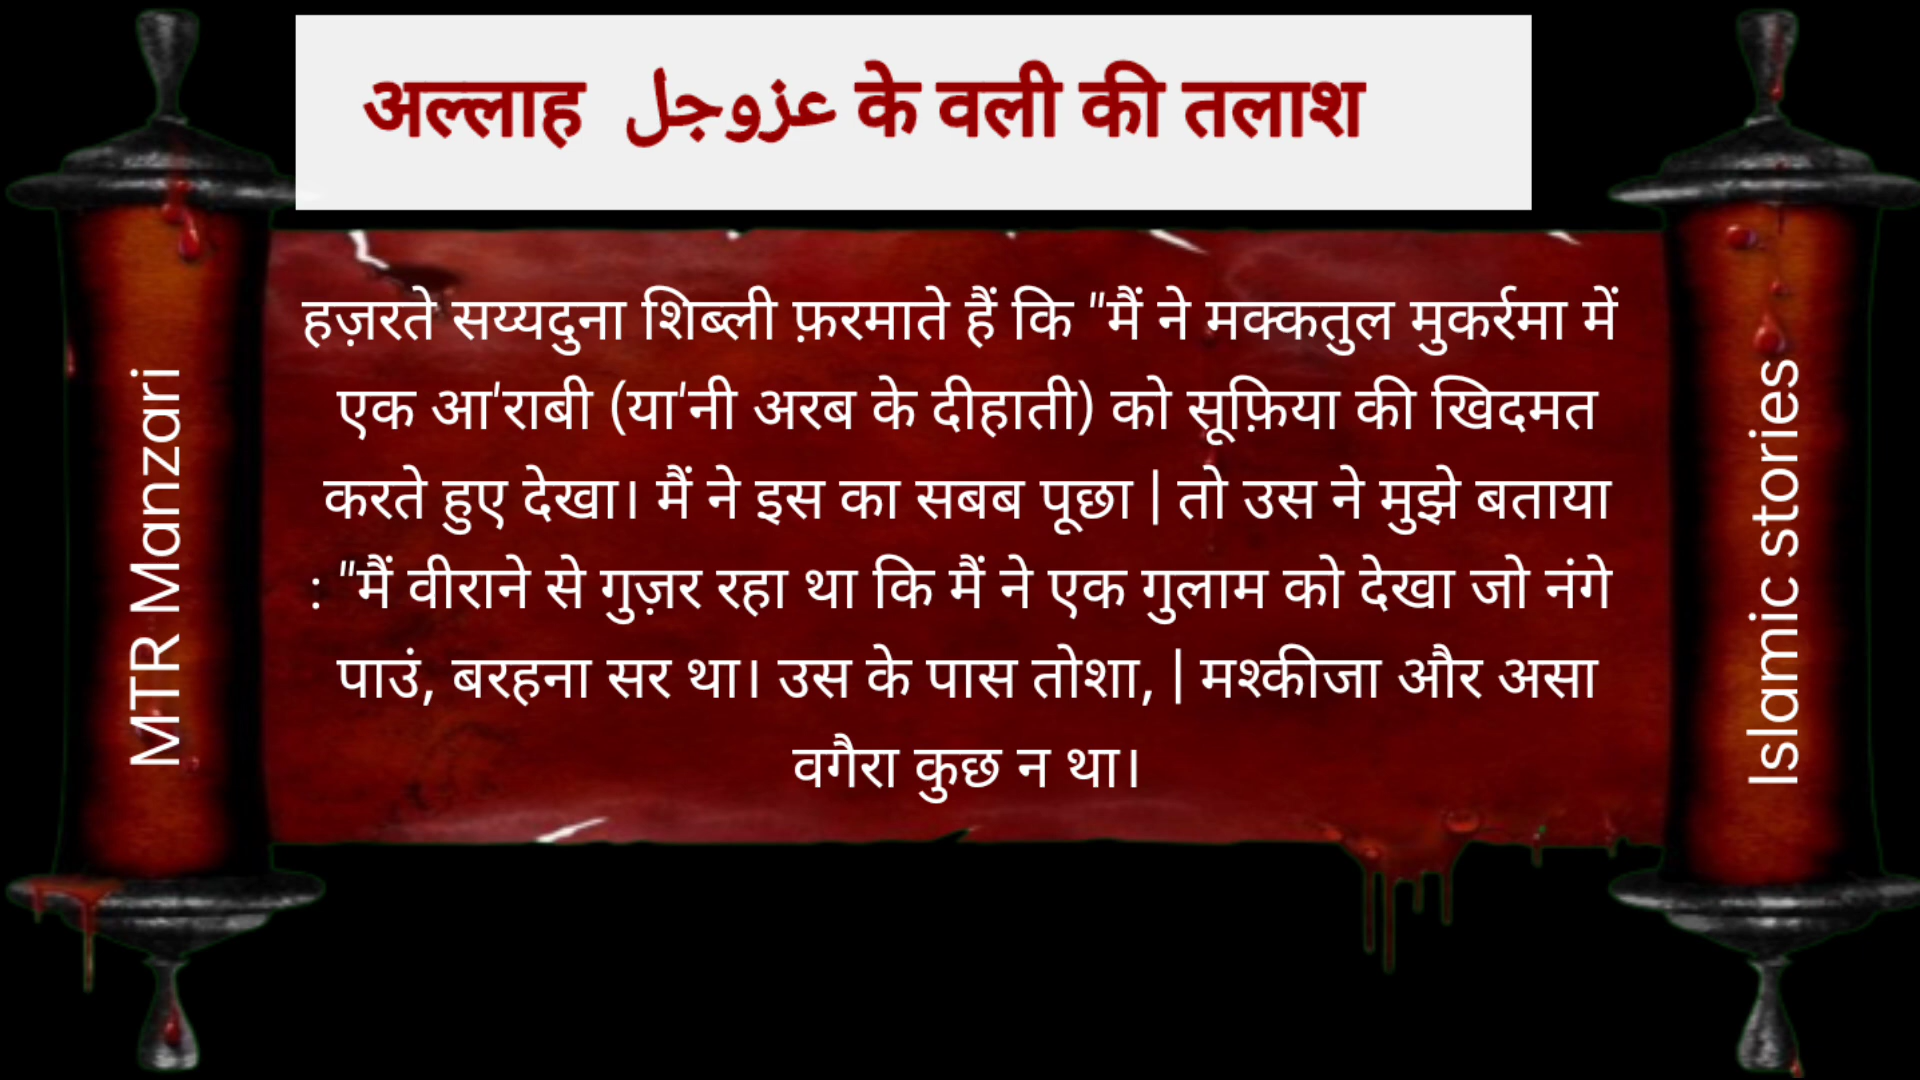 अल्लाह عزوجل के वली की तलाश
हज़रते सय्यदुना शिब्ली फ़रमाते हैं कि "मैं ने मक्कतुल मुकर्रमा में
एक आ'राबी (या'नी अरब के दीहाती) को सूफ़िया की खिदमत
करते हुए देखा। मैं ने इस का सबब पूछा | तो उस ने मुझे बताया
: "मैं वीराने से गुज़र रहा था कि मैं ने एक गुलाम को देखा जो नंगे
पाउं, बरहना सर था। उस के पास तोशा, | मश्कीजा और असा
वगैरा कुछ न था।
MTR Manzari
Islamic stories